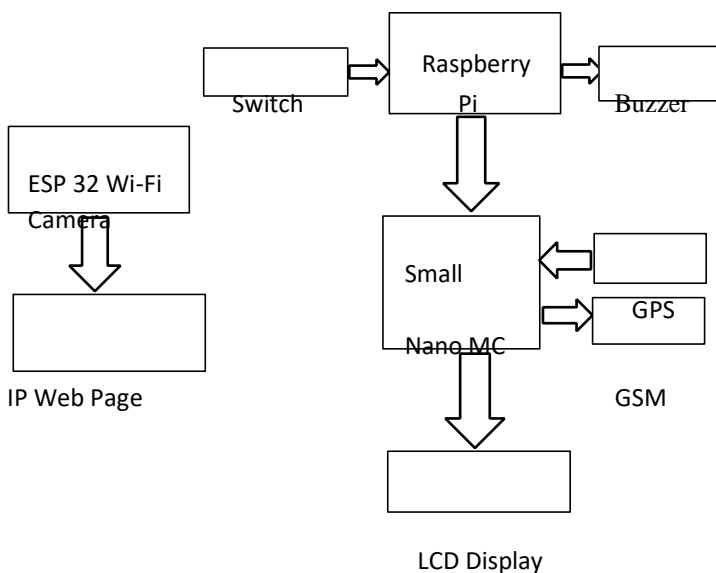 Raspberry
Pi
Switch
Buzzer
ESP 32 Wi-Fi
Camera
Small
Nano MC
GPS
IP Web Page
GSM
LCD Display